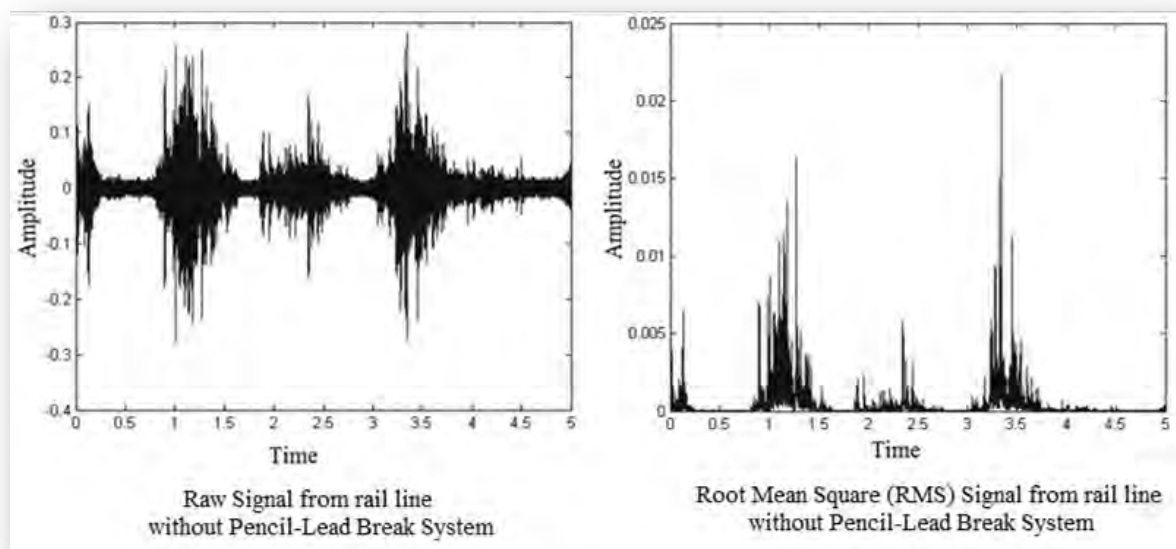 0.3
0.2
0.1
0
-0.1
-0.2
-0.3
-0.4
Amplitude
0 0.5 1 1.5 2 2.5 3 3.5 4 4.5 5
Time
Raw Signal from rail line
without Pencil-Lead Break System
0.025
0.02
0.015
0.01
0.005
0
Amplitude
0 0.5 1 1.5 2 2.5 3 3.5 4 4.5 5
Time
Root Mean Square (RMS) Signal from rail line
without Pencil-Lead Break System